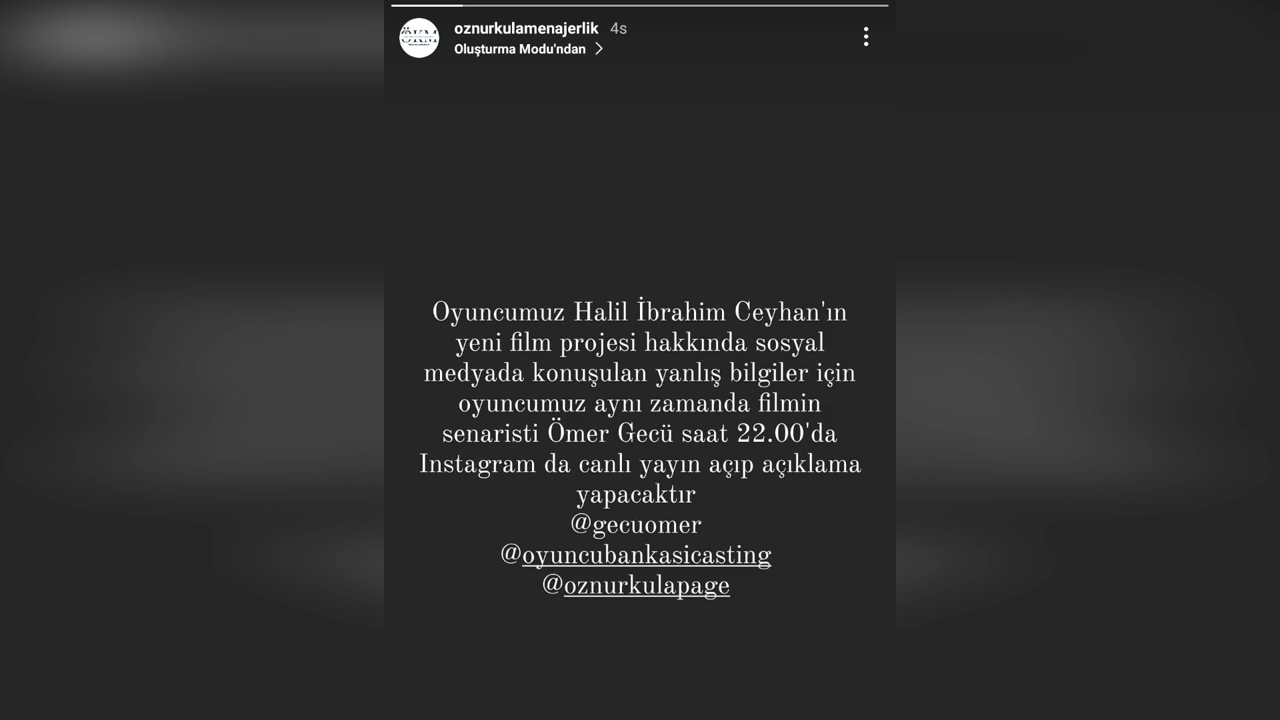 ÖKM
oznurkulamenajerlik 4s
Oluşturma Modu'ndan
Oyuncumuz Halil İbrahim Ceyhan'ın
yeni film projesi hakkında sosyal
medyada konuşulan yanlış bilgiler için
oyuncumuz aynı zamanda filmin
senaristi Ömer Gecü saat 22.00'da
Instagram da canlı yayın açıp açıklama
yapacaktır
@gecuomer
@oyuncubankasicasting
@oznurkulapage